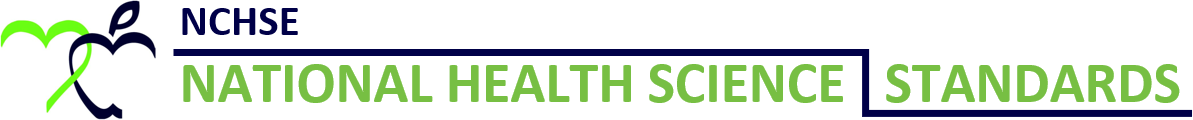 NCHSE
NATIONAL HEALTH SCIENCE STANDARDS